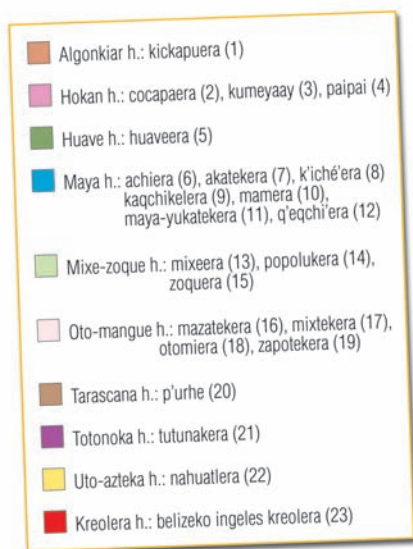 Algonkiar h.: kickapuera (1)
Hokan h.: cocapaera (2), kumeyaay (3), paipai (4)
Huave h.: huaveera (5)
Maya h.: achiera (6), akatekera (7), k'iché'era (8)
kaqchikelera (9), mamera (10),
maya-yukatekera (11), q'eqchi'era (12)
Mixe-zoque h.: mixeera (13), popolukera (14),
zoquera (15)
Oto-mangue h.: mazatekera (16), mixtekera (17),
otomiera (18), zapotekera (19)
Tarascana h.: p'urhe (20)
Totonoka h.: tutunakera (21)
Uto-azteka h.: nahuatlera (22)
Kreolera h.: belizeko ingeles kreolera (23)